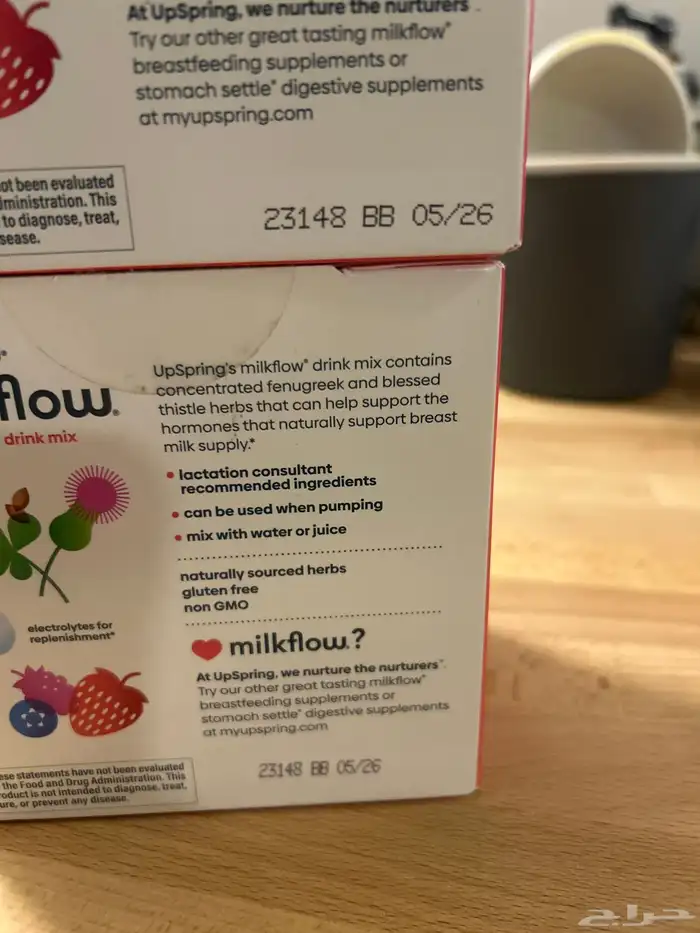 At UpSpring, we nurture the nurturers™.
Try our other great tasting milkflow®
breastfeeding supplements or
stomach settle® digestive supplements
at myupspring.com
ot been evaluated
ministration. This
to diagnose, treat,
sease.
23148 BB 05/26
flow®
drink mix
UpSpring's milkflow® drink mix contains
concentrated fenugreek and blessed
thistle herbs that can help support the
hormones that naturally support breast
milk supply.*
• lactation consultant
recommended ingredients
• can be used when pumping
• mix with water or juice
naturally sourced herbs
gluten free
non GMO
electrolytes for
replenishment*
milkflow®?
At UpSpring, we nurture the nurturers™.
Try our other great tasting milkflow®
breastfeeding supplements or
stomach settle® digestive supplements
at myupspring.com
ese statements have not been evaluated
the Food and Drug Administration. This
roduct is not intended to diagnose, treat,
ure, or prevent any disease.
23148 BB 05/26
حراج